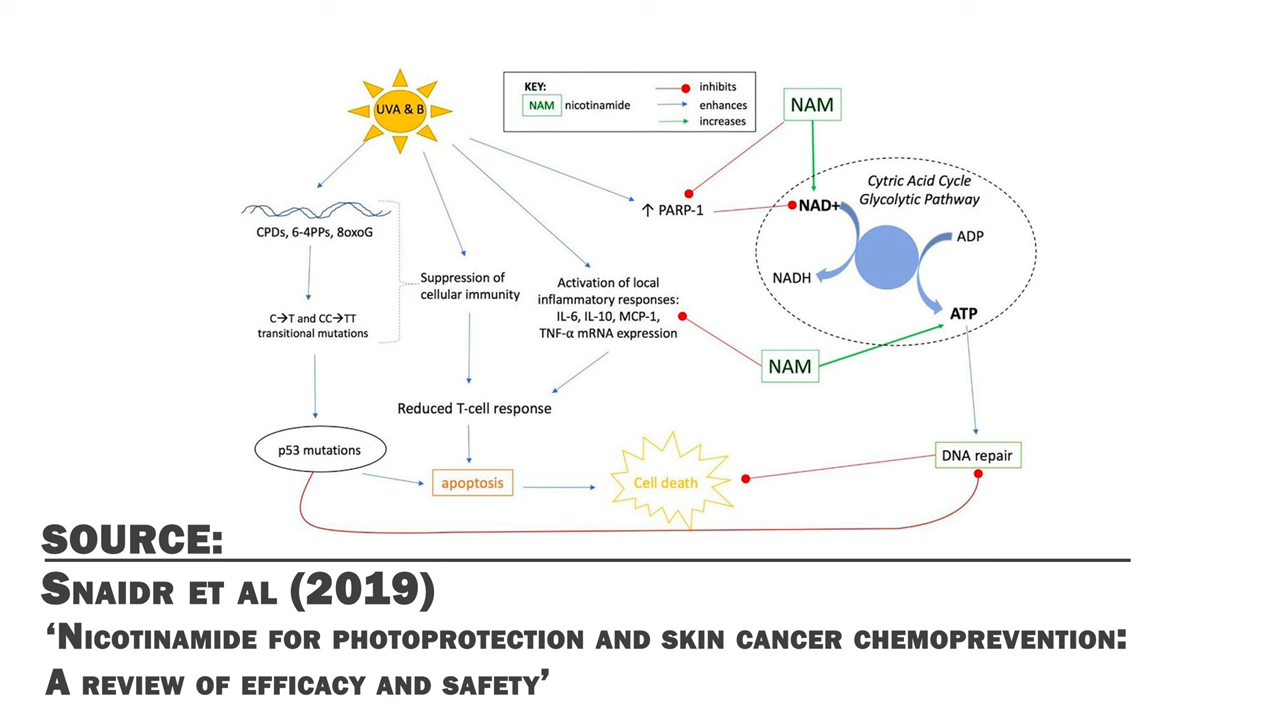 UVA & B
KEY:
NAM nicotinamide
inhibits
enhances
increases
NAM
Cytric Acid Cycle
Glycolytic Pathway
↑ PARP-1
NAD+
ADP
NADH
ATP
CPDs, 6-4PPs, 8oxoG
Suppression of
cellular immunity
Activation of local
inflammatory responses:
IL-6, IL-10, MCP-1,
TNF-α mRNA expression
C→T and CC→TT
transitional mutations
NAM
Reduced T-cell response
p53 mutations
apoptosis
Cell death
DNA repair
SOURCE:
SNAIDR ET AL (2019)
‘NICOTINAMIDE FOR PHOTOPROTECTION AND SKIN CANCER CHEMOPREVENTION:
A REVIEW OF EFFICACY AND SAFETY’